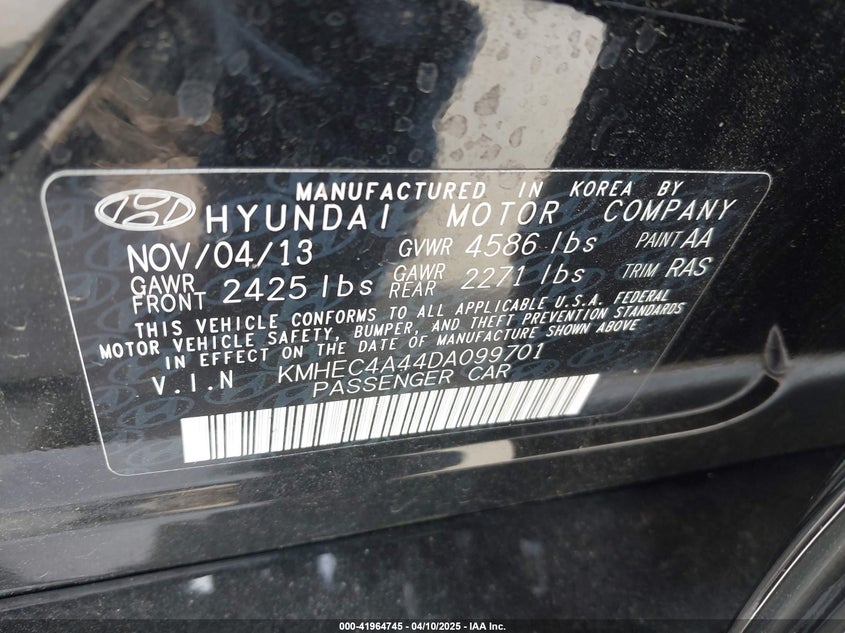 MANUFACTURED IN KOREA BY
HYUNDAI MOTOR COMPANY
NOV/04/13 GVWR 4586 lbs PAINT AA
GAWR FRONT 2425 lbs GAWR REAR 2271 lbs TRIM RAS
THIS VEHICLE CONFORMS TO ALL APPLICABLE U.S.A. FEDERAL
MOTOR VEHICLE SAFETY, BUMPER, AND THEFT PREVENTION STANDARDS
IN EFFECT ON THE DATE OF MANUFACTURE SHOWN ABOVE
V.I.N KMHEC4A44DA099701
PASSENGER CAR
000-41964745 - 04/10/2025 - IAA Inc.